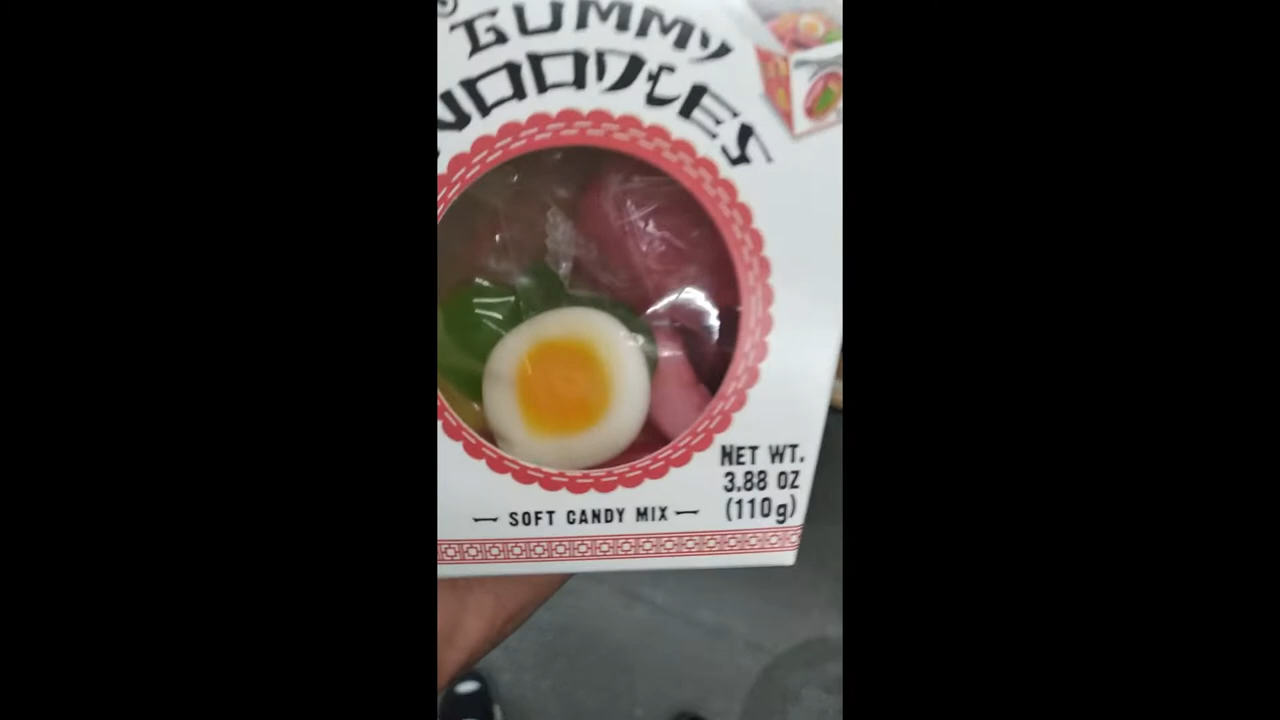 GUMMY
NOODLES
NET WT.
3.88 OZ
(110g)
SOFT CANDY MIX